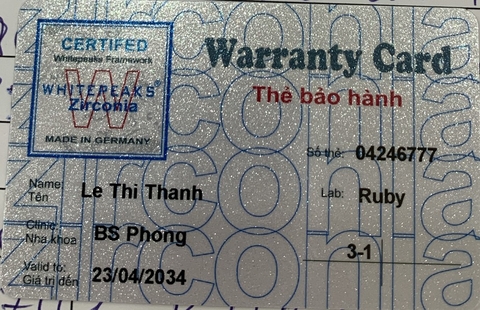 CERTIFED
Whitepeaks Framework
W
WHITEPEAKS®
Zirconia
MADE IN GERMANY
Warranty Card
Thẻ bảo hành
Số thẻ: 04246777
Name:
Tên
Le Thi Thanh
Lab: Ruby
Clinic:
Nha khoa
BS Phong
3-1
Valid to:
Giá trị đến
23/04/2034